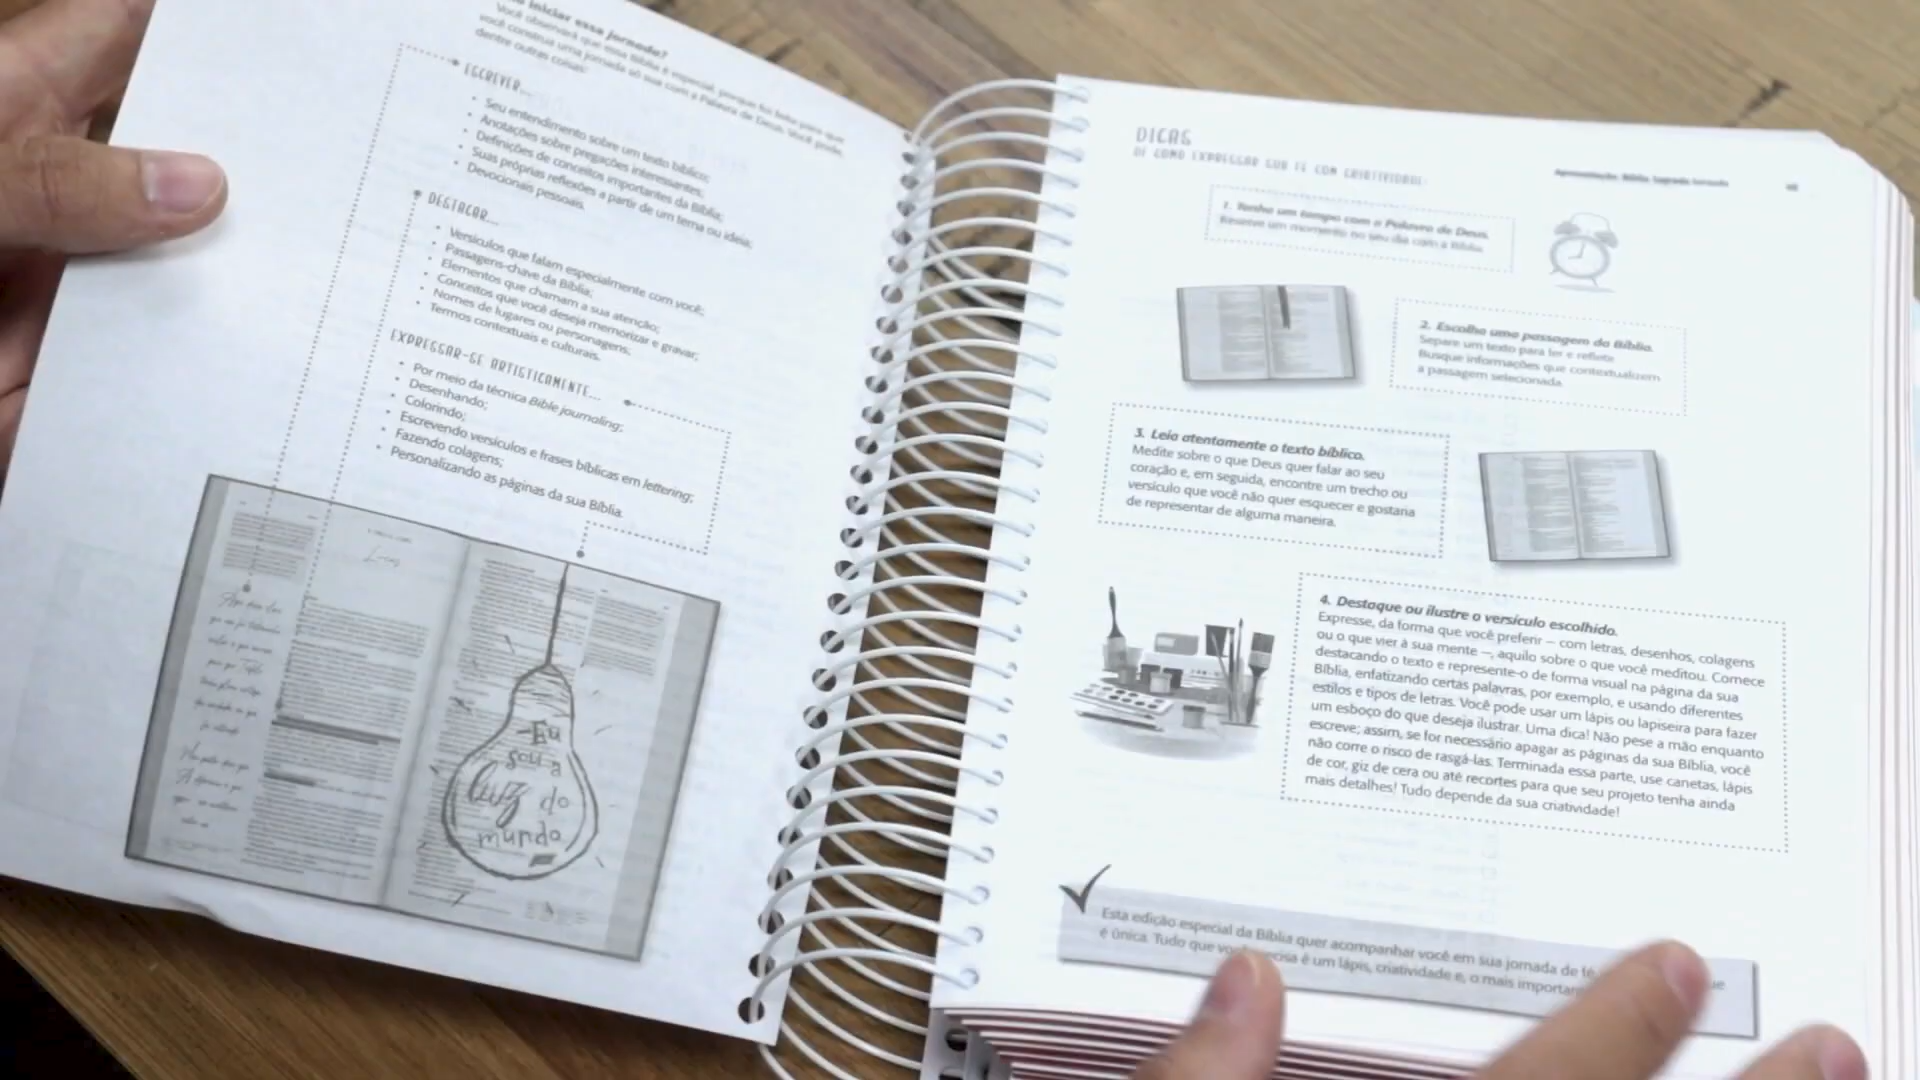 iniciar essa jornada?
Você observará que essa Bíblia é especial, porque foi feita para que
você construa uma jornada só sua com a Palavra de Deus. Você pode,
dentre outras coisas:
ESCREVER...
• Seu entendimento sobre um texto bíblico;
• Anotações sobre pregações interessantes;
• Definições de conceitos importantes da Bíblia;
• Suas próprias reflexões a partir de um tema ou ideia;
• Devocionais pessoais.
DESTACAR...
• Versículos que falam especialmente com você;
• Passagens-chave da Bíblia;
• Elementos que chamam a sua atenção;
• Conceitos que você deseja memorizar e gravar;
• Nomes de lugares ou personagens;
• Termos contextuais e culturais.
EXPRESSAR-SE ARTISTICAMENTE...
• Por meio da técnica Bible journaling;
• Desenhando;
• Colorindo;
• Escrevendo versículos e frases bíblicas em lettering;
• Fazendo colagens;
• Personalizando as páginas da sua Bíblia.
Lucas
Eu
sou a
luz do
mundo
Apresentação: Bíblia Sagrada Jornada
DICAS
DE COMO EXPRESSAR SUA FÉ COM CRIATIVIDADE:
1. Tenha um tempo com a Palavra de Deus.
Reserve um momento no seu dia com a Bíblia.
2. Escolha uma passagem da Bíblia.
Separe um texto para ler e refletir.
Busque informações que contextualizem
a passagem selecionada.
3. Leia atentamente o texto bíblico.
Medite sobre o que Deus quer falar ao seu
coração e, em seguida, encontre um trecho ou
versículo que você não quer esquecer e gostaria
de representar de alguma maneira.
4. Destaque ou ilustre o versículo escolhido.
Expresse, da forma que você preferir – com letras, desenhos, colagens
ou o que vier à sua mente –, aquilo sobre o que você meditou. Comece
destacando o texto e represente-o de forma visual na página da sua
Bíblia, enfatizando certas palavras, por exemplo, e usando diferentes
estilos e tipos de letras. Você pode usar um lápis ou lapiseira para fazer
um esboço do que deseja ilustrar. Uma dica! Não pese a mão enquanto
escreve; assim, se for necessário apagar as páginas da sua Bíblia, você
não corre o risco de rasgá-las. Terminada essa parte, use canetas, lápis
de cor, giz de cera ou até recortes para que seu projeto tenha ainda
mais detalhes! Tudo depende da sua criatividade!
Esta edição especial da Bíblia quer acompanhar você em sua jornada de fé
é única. Tudo que é um lápis, criatividade e, o mais